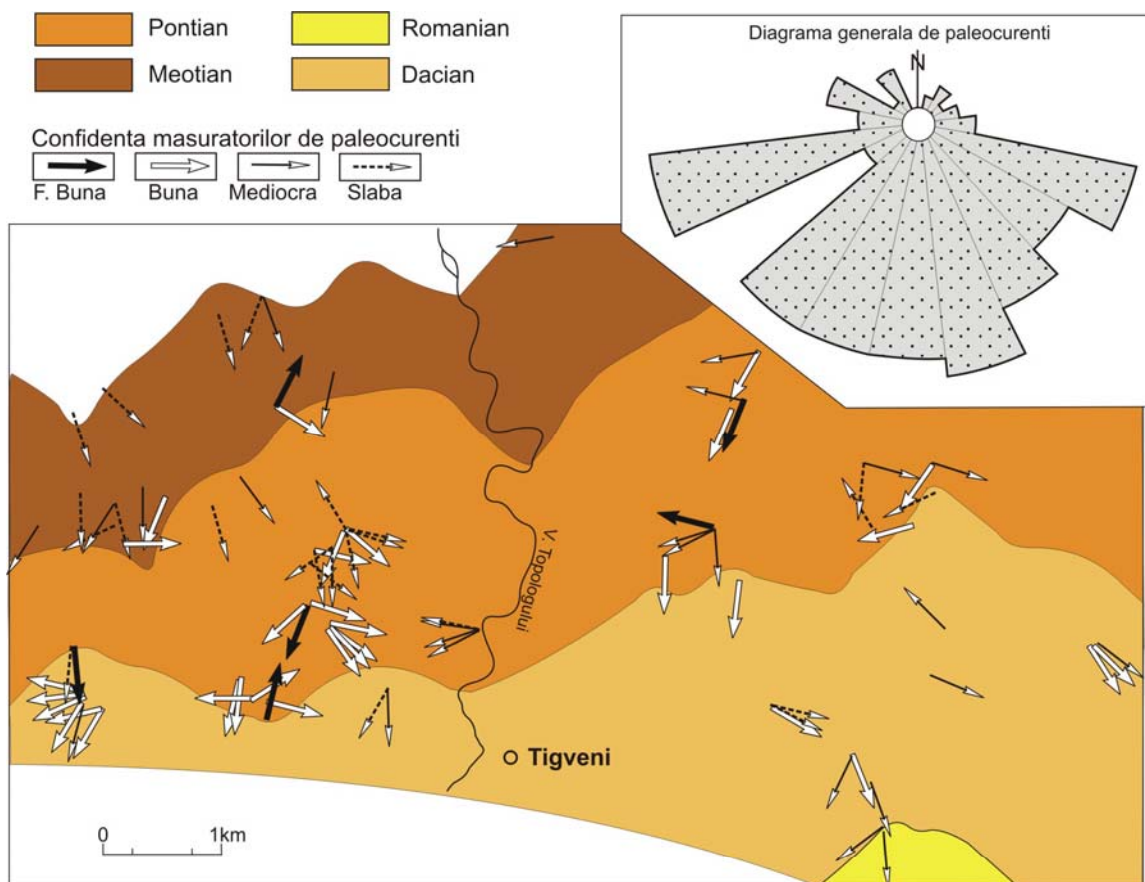 Pontian
Romanian
Meotian
Dacian
Confidenta masuratorilor de paleocurenti
F. Buna
Buna
Mediocra
Slaba
Diagrama generala de paleocurenti
N
V. Topologului
Tigveni
0
1km